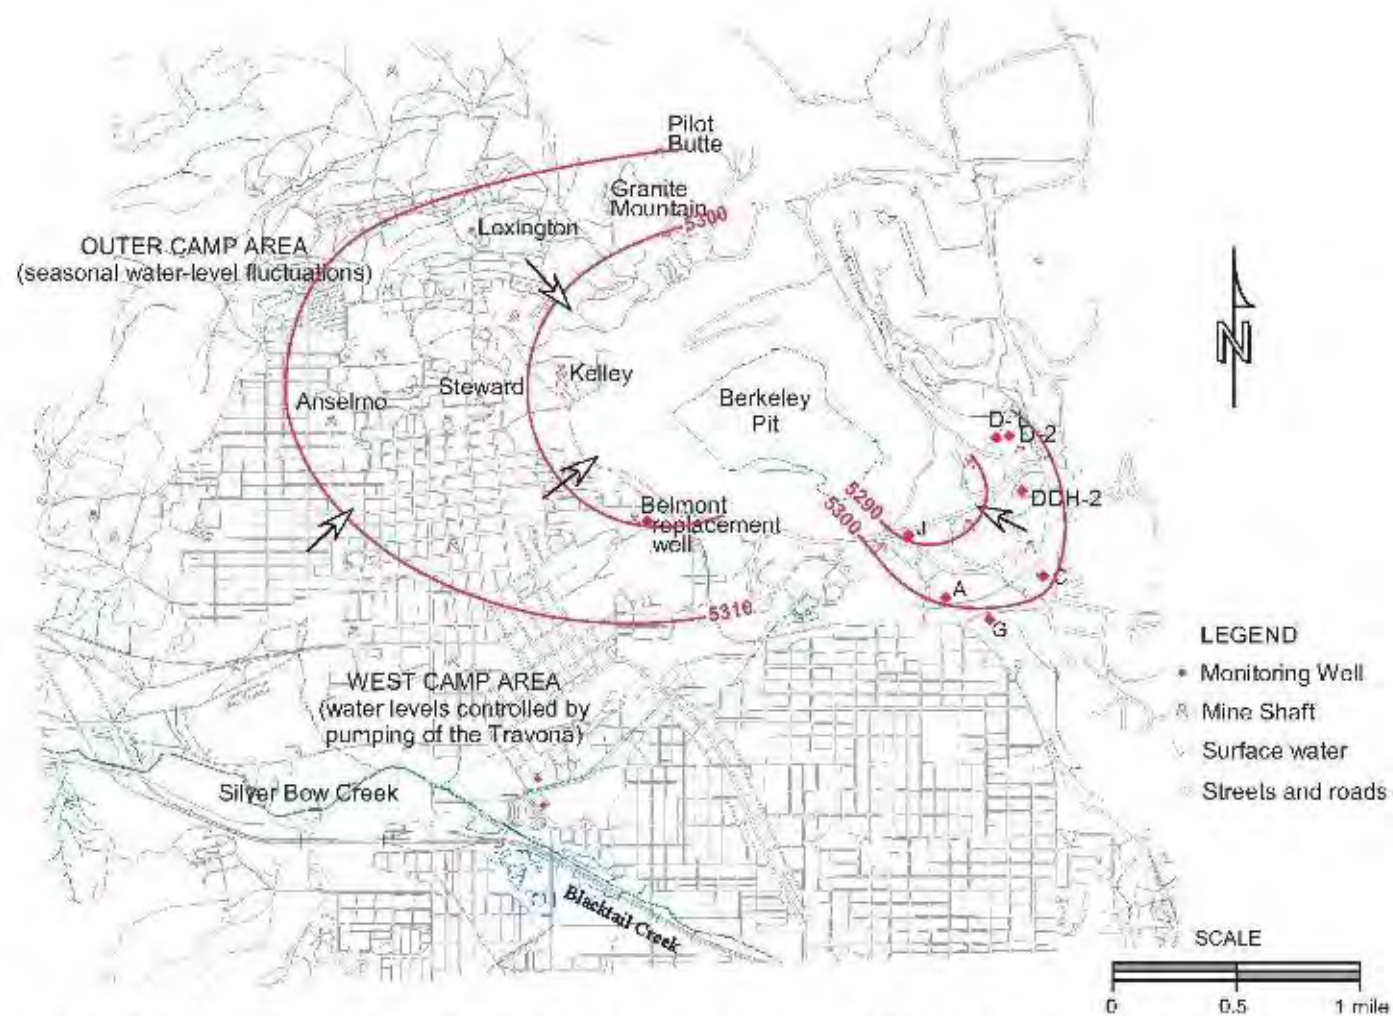 Pilot
Butte
Granite
Mountain
5300
Lexington
OUTER CAMP AREA
(seasonal water-level fluctuations)
Kelley
Steward
Anselmo
Berkeley
Pit
D-1
D-2
DDH-2
5290
5300
J
Belmont
replacement
well
C
A
G
5310
WEST CAMP AREA
(water levels controlled by
pumping of the Travona)
Silver Bow Creek
Blacktail Creek
N
LEGEND
Monitoring Well
Mine Shaft
Surface water
Streets and roads
SCALE
0 0.5 1 mile